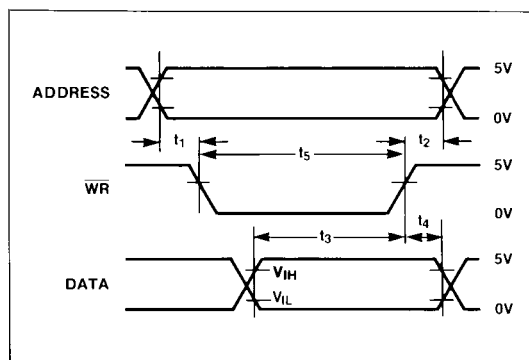 5V
ADDRESS
0V
t1 t2
t5
5V
WR
0V
t3 t4
5V
VIH
DATA
VIL
0V